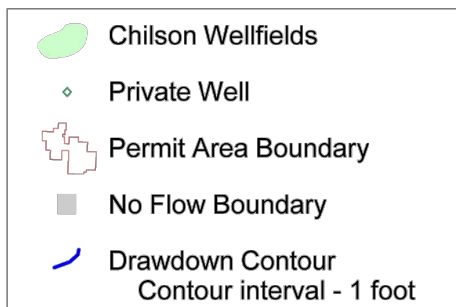 Chilson Wellfields
Private Well
Permit Area Boundary
No Flow Boundary
Drawdown Contour
Contour interval - 1 foot